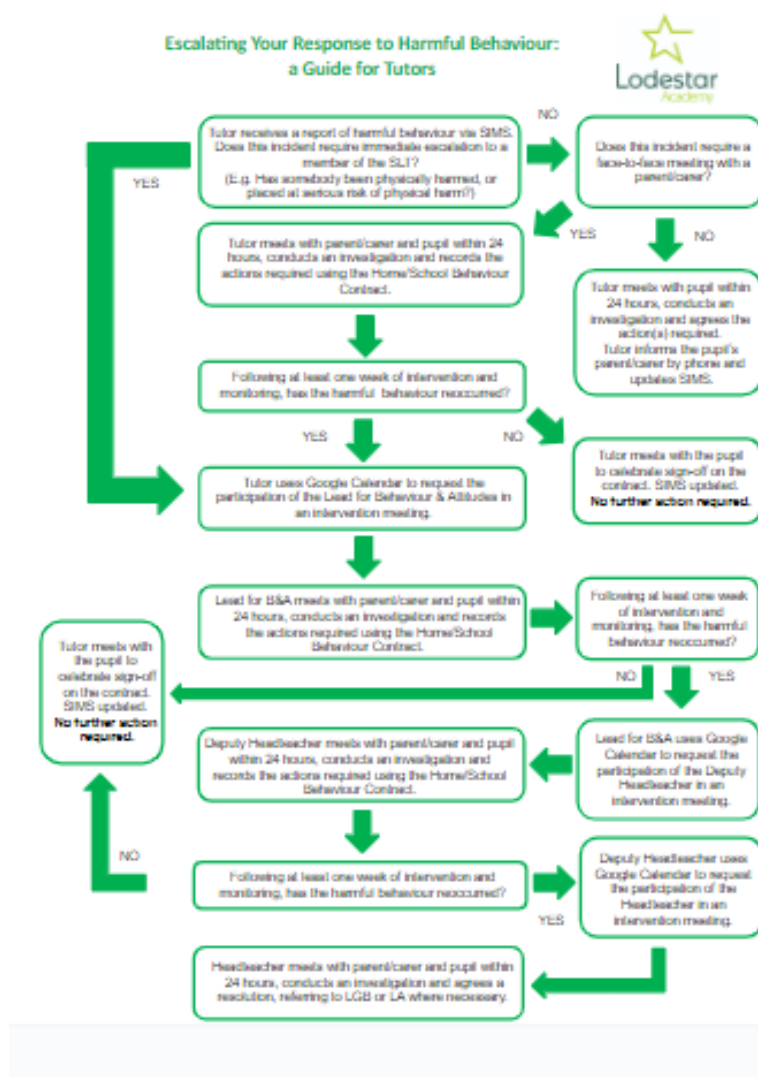 Escalating Your Response to Harmful Behaviour:
a Guide for Tutors
Lodestar
Academy
Tutor receives a report of harmful behaviour via SIMS.
Does this incident require immediate escalation to a
member of the SLT?
(E.g. Has somebody been physically harmed, or
placed at serious risk of physical harm?)
NO
Does this incident require a
face-to-face meeting with a
parent/carer?
YES
YES
NO
Tutor meets with parent/carer and pupil within 24
hours, conducts an investigation and records the
actions required using the Home/School Behaviour
Contract.
Tutor meets with pupil within
24 hours, conducts an
investigation and agrees the
action(s) required.
Tutor informs the pupil's
parent/carer by phone and
updates SIMS.
Following at least one week of intervention and
monitoring, has the harmful behaviour reoccurred?
YES
NO
Tutor meets with the pupil
to celebrate sign-off on the
contract. SIMS updated.
No further action required.
Tutor uses Google Calendar to request the
participation of the Lead for Behaviour & Attitudes in
an intervention meeting.
Lead for B&A meets with parent/carer and pupil within
24 hours, conducts an investigation and records
the actions required using the Home/School
Behaviour Contract.
Following at least one week
of intervention and
monitoring, has the harmful
behaviour reoccurred?
NO
YES
Tutor meets with
the pupil to
celebrate sign-off
on the contract.
SIMS updated.
No further action
required.
Lead for B&A uses Google
Calendar to request the
participation of the Deputy
Headteacher in an
intervention meeting.
Deputy Headteacher meets with parent/carer and pupil
within 24 hours, conducts an investigation and
records the actions required using the Home/School
Behaviour Contract.
NO
Following at least one week of intervention and
monitoring, has the harmful behaviour reoccurred?
YES
Deputy Headteacher uses
Google Calendar to request
the participation of the
Headteacher in an
intervention meeting.
Headteacher meets with parent/carer and pupil within
24 hours, conducts an investigation and agrees a
resolution, referring to LGB or LA where necessary.